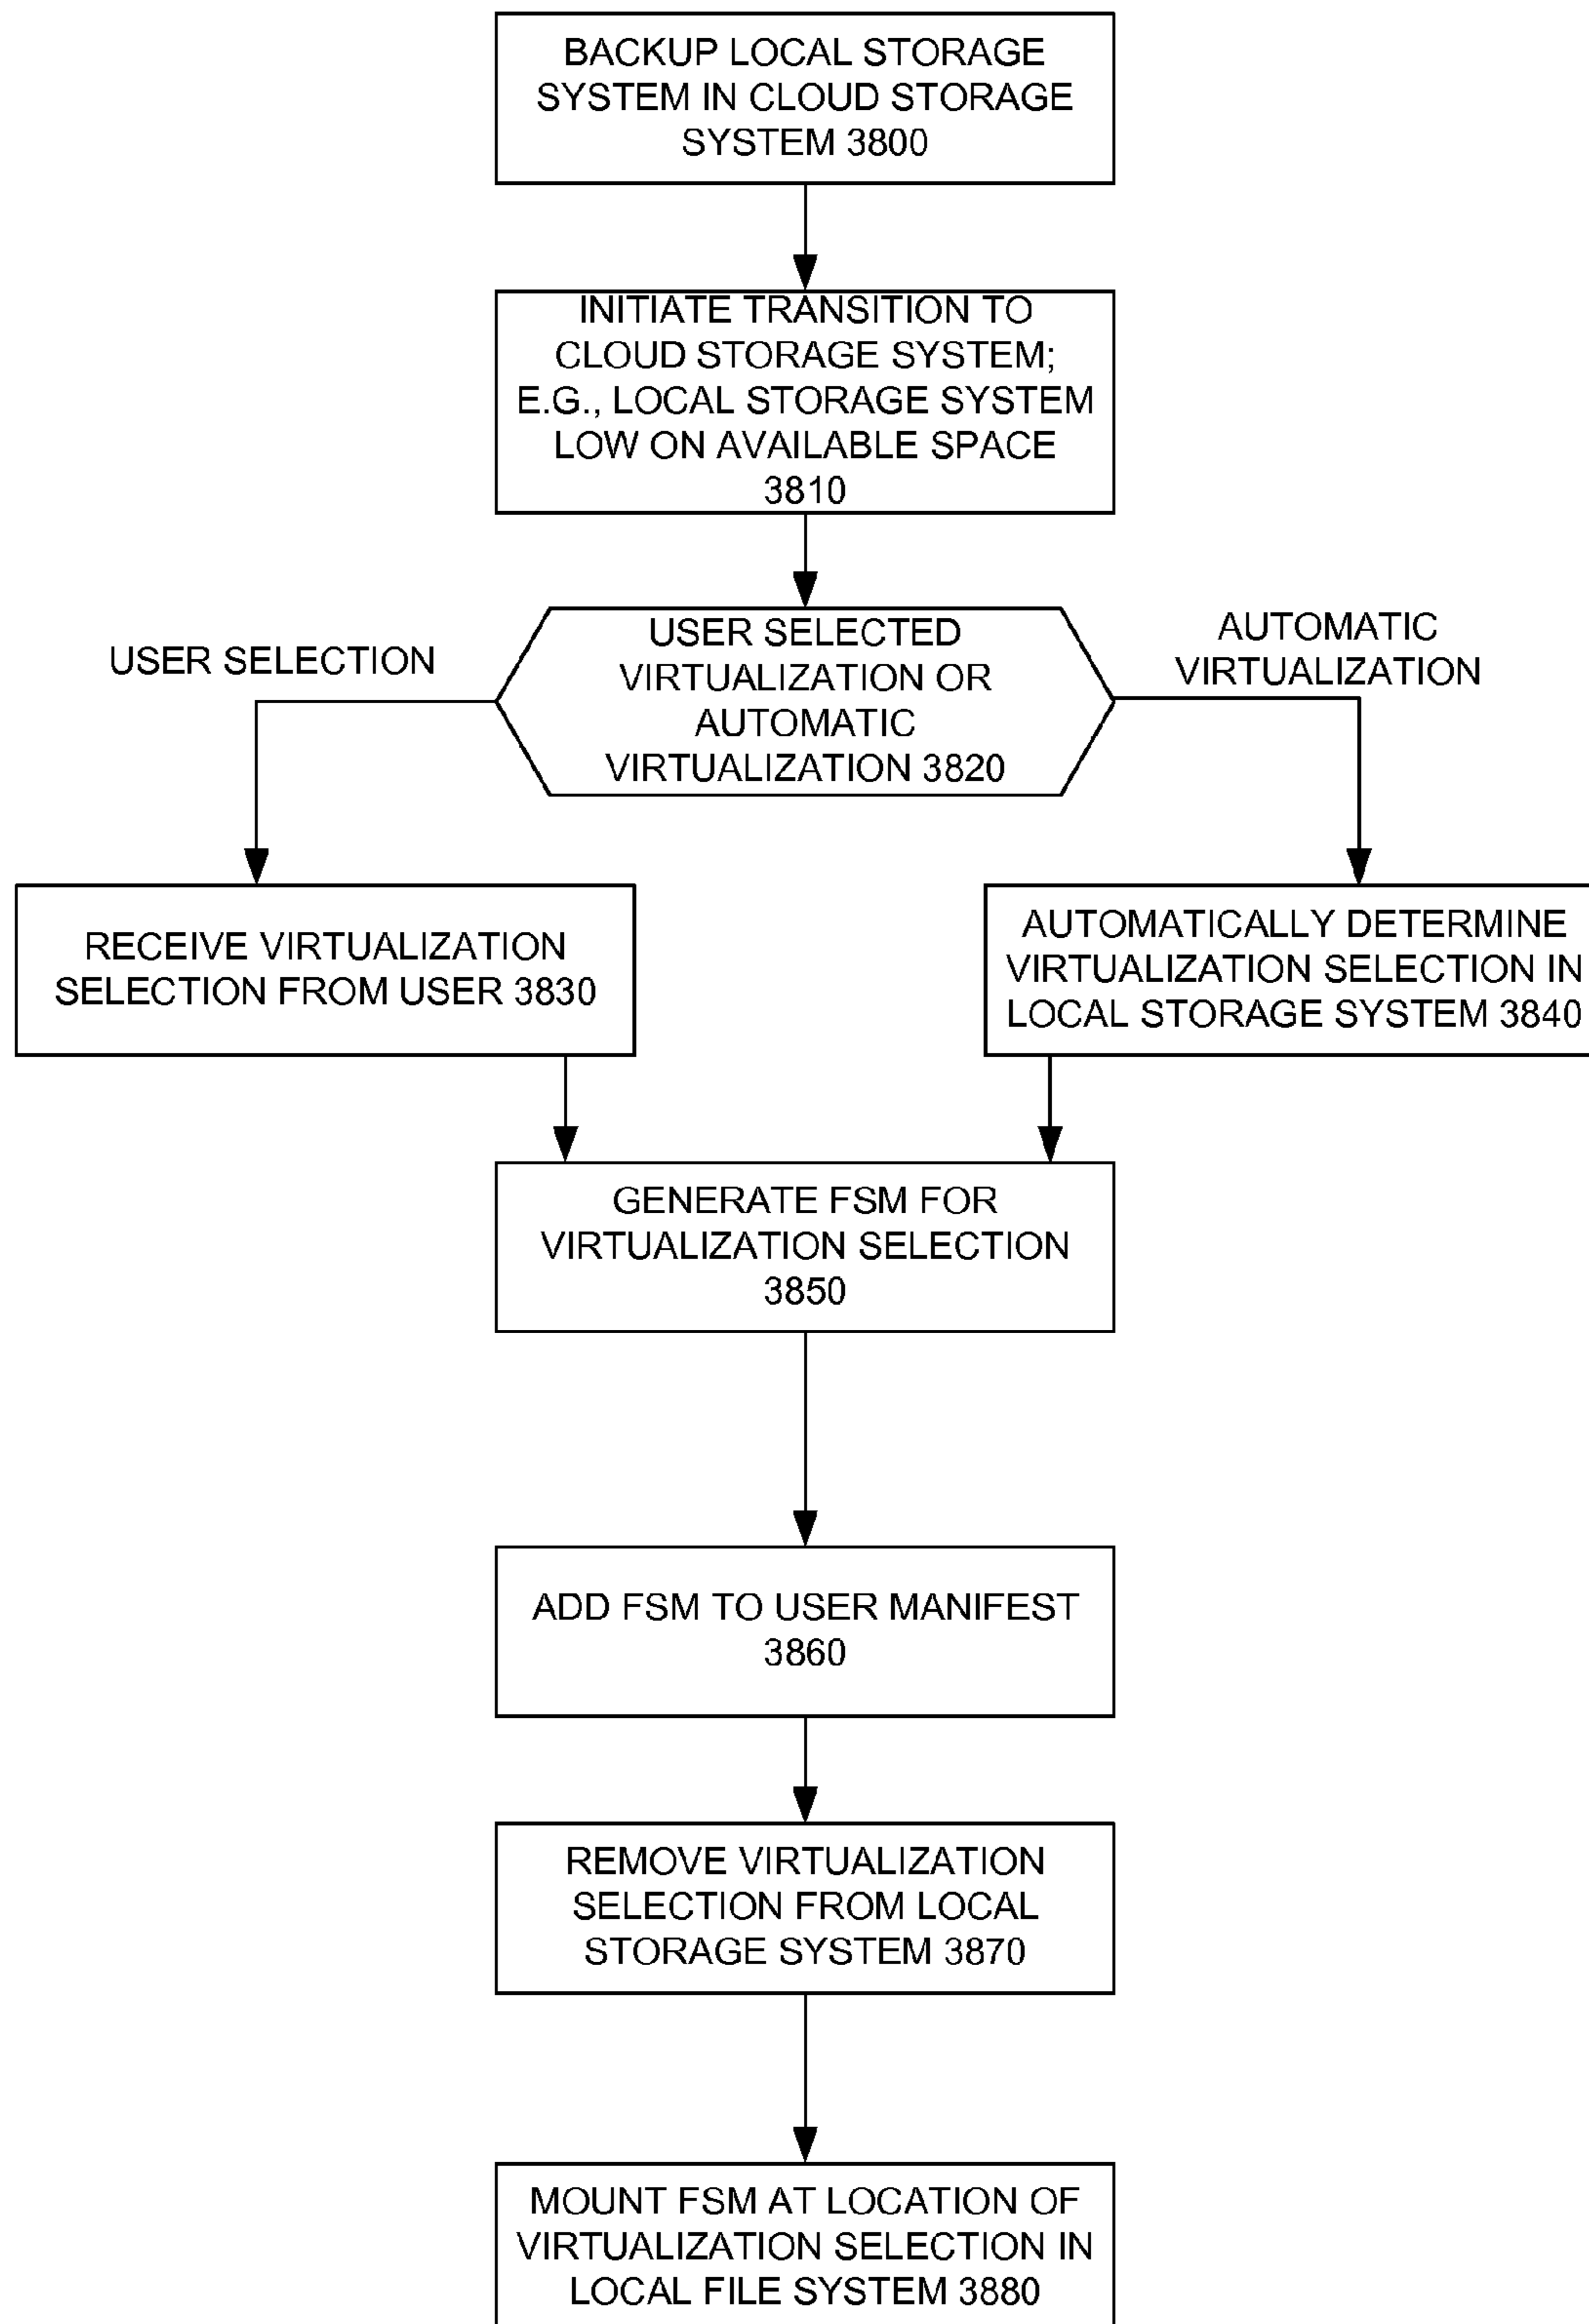 BACKUP LOCAL STORAGE
SYSTEM IN CLOUD STORAGE
SYSTEM 3800
INITIATE TRANSITION TO
CLOUD STORAGE SYSTEM;
E.G., LOCAL STORAGE SYSTEM
LOW ON AVAILABLE SPACE
3810
USER SELECTED
VIRTUALIZATION OR
AUTOMATIC
VIRTUALIZATION 3820
USER SELECTION
AUTOMATIC
VIRTUALIZATION
RECEIVE VIRTUALIZATION
SELECTION FROM USER 3830
AUTOMATICALLY DETERMINE
VIRTUALIZATION SELECTION IN
LOCAL STORAGE SYSTEM 3840
GENERATE FSM FOR
VIRTUALIZATION SELECTION
3850
ADD FSM TO USER MANIFEST
3860
REMOVE VIRTUALIZATION
SELECTION FROM LOCAL
STORAGE SYSTEM 3870
MOUNT FSM AT LOCATION OF
VIRTUALIZATION SELECTION IN
LOCAL FILE SYSTEM 3880